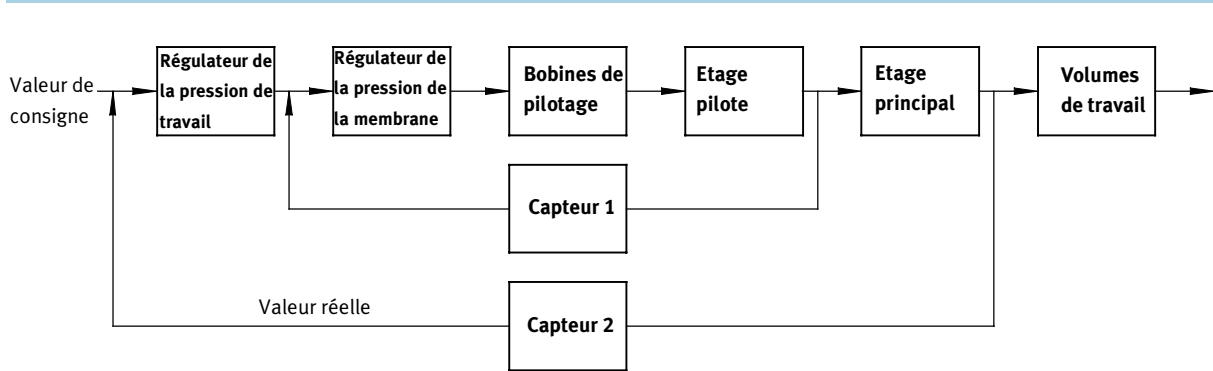 Valeur de
consigne
Régulateur de
la pression de
travail
Régulateur de
la pression de
la membrane
Bobines de
pilotage
Etage
pilote
Etage
principal
Volumes
de travail
Capteur 1
Valeur réelle
Capteur 2